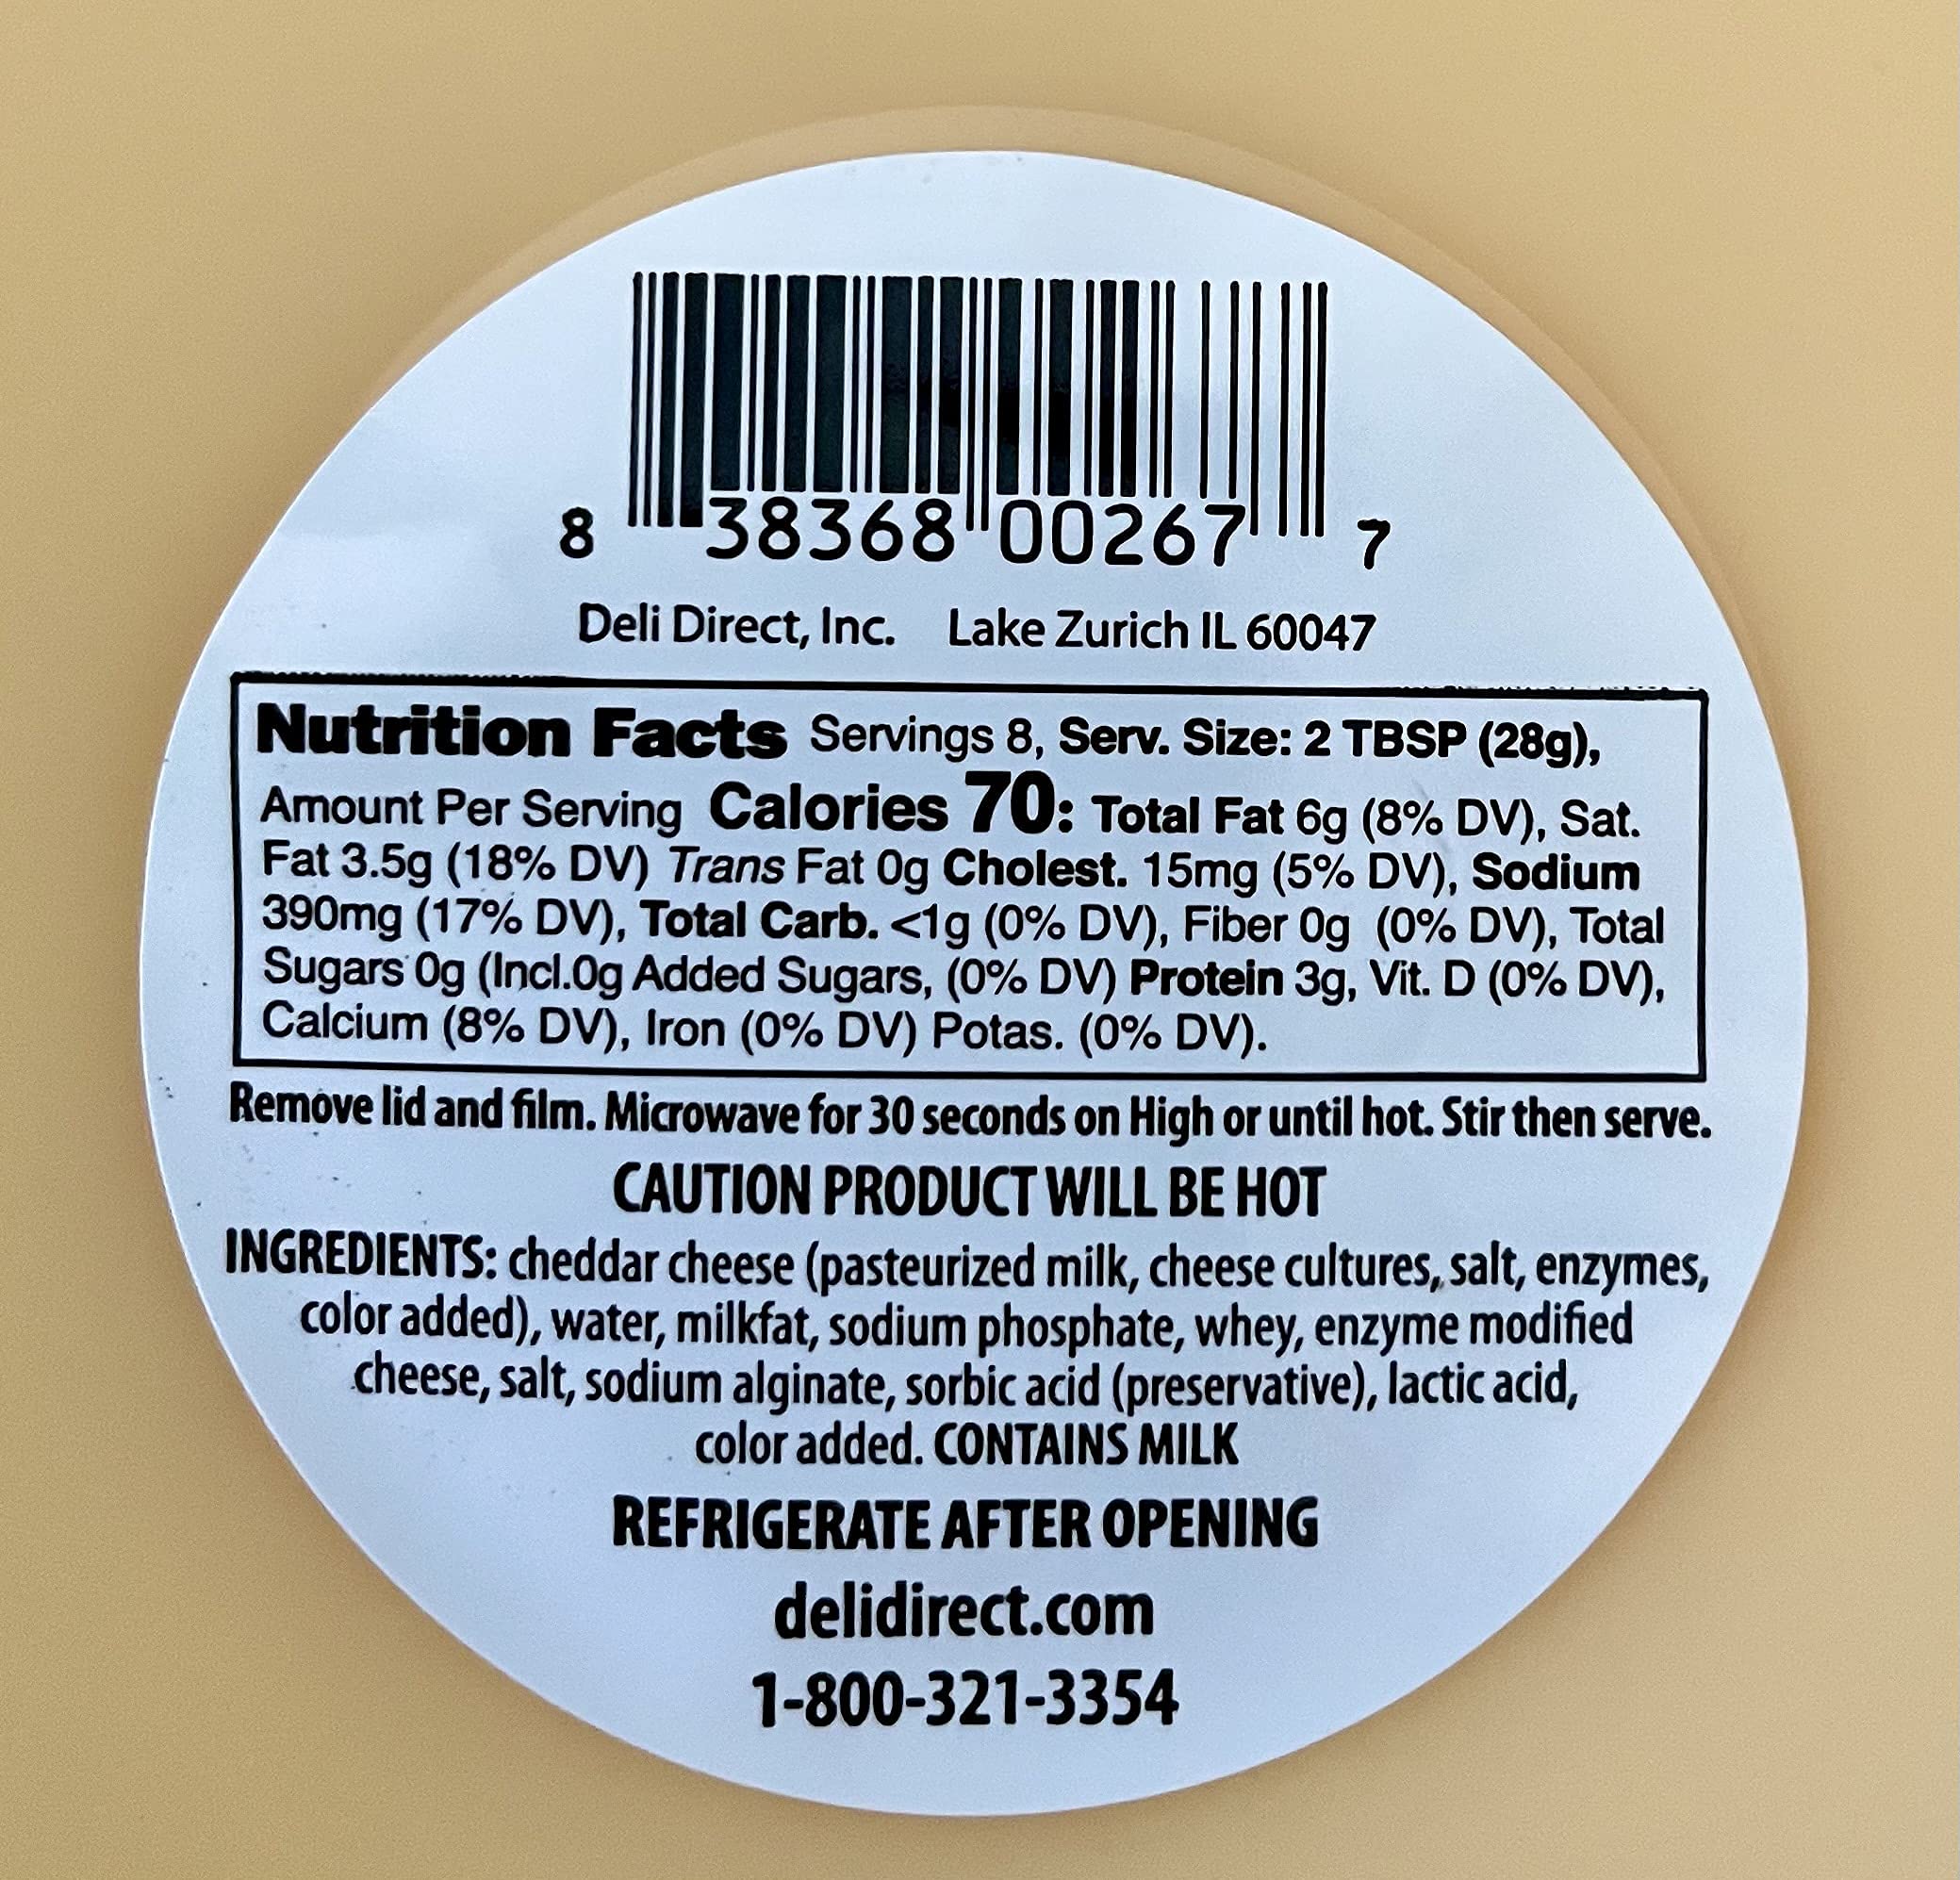 8 38368 00267 7
Deli Direct, Inc. Lake Zurich IL 60047
Nutrition Facts Servings 8, Serv. Size: 2 TBSP (28g),
Amount Per Serving Calories 70: Total Fat 6g (8% DV), Sat.
Fat 3.5g (18% DV) Trans Fat 0g Cholest. 15mg (5% DV), Sodium
390mg (17% DV), Total Carb. <1g (0% DV), Fiber 0g (0% DV), Total
Sugars 0g (Incl.0g Added Sugars, (0% DV) Protein 3g, Vit. D (0% DV),
Calcium (8% DV), Iron (0% DV) Potas. (0% DV).
Remove lid and film. Microwave for 30 seconds on High or until hot. Stir then serve.
CAUTION PRODUCT WILL BE HOT
INGREDIENTS: cheddar cheese (pasteurized milk, cheese cultures, salt, enzymes,
color added), water, milkfat, sodium phosphate, whey, enzyme modified
cheese, salt, sodium alginate, sorbic acid (preservative), lactic acid,
color added. CONTAINS MILK
REFRIGERATE AFTER OPENING
delidirect.com
1-800-321-3354